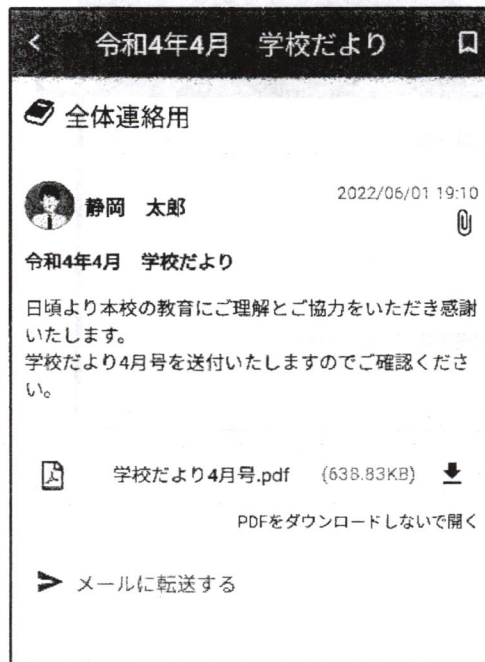 令和4年4月　学校だより
全体連絡用
静岡　太郎
2022/06/01 19:10
令和4年4月　学校だより
日頃より本校の教育にご理解とご協力をいただき感謝
いたします。
学校だより4月号を送付いたしますのでご確認くださ
い。
学校だより4月号.pdf (638.83KB)
PDFをダウンロードしないで開く
メールに転送する